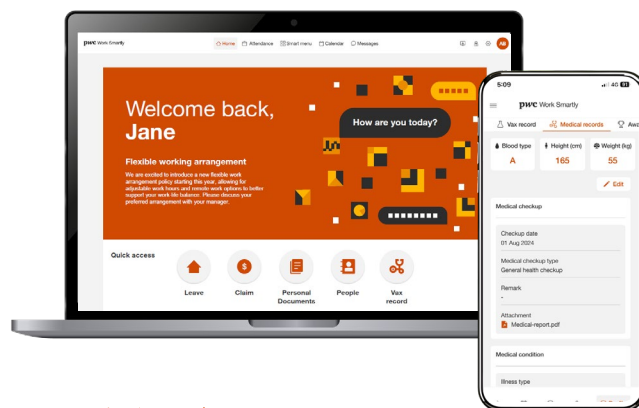 pwc Work Smartly
Home
Attendance
Smart menu
Calendar
Messages
Welcome back,
Jane
Flexible working arrangement
We are excited to introduce a new flexible work
arrangement policy starting this year, allowing for
adjustable work hours and remote work options to better
support your work-life balance. Please discuss your
preferred arrangement with your manager.
How are you today?
Quick access
Leave
Claim
Personal
Documents
People
Vax
record
5:09
4G 91
pwc Work Smartly
Vax record
Medical records
Awa
Blood type
A
Height (cm)
165
Weight (kg)
55
Edit
Medical checkup
Checkup date
01 Aug 2024
Medical checkup type
General health checkup
Remark
-
Attachment
Medical-report.pdf
Medical condition
Illness type